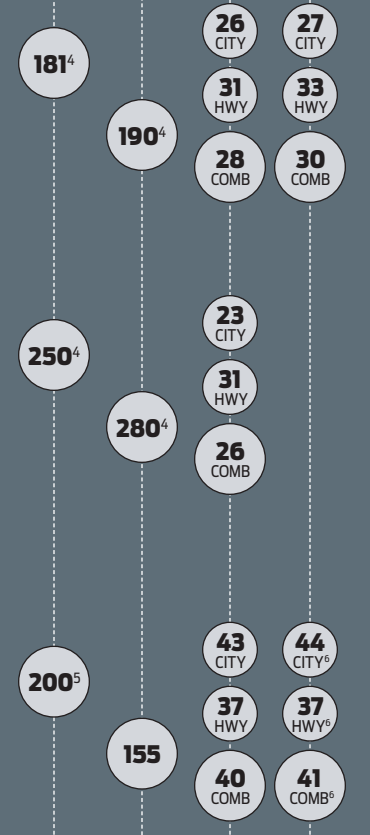 181⁴
190⁴
26
CITY
31
HWY
28
COMB
27
CITY
33
HWY
30
COMB
250⁴
280⁴
23
CITY
31
HWY
26
COMB
200⁵
155
43
CITY
37
HWY
40
COMB
44
CITY⁶
37
HWY⁶
41
COMB⁶